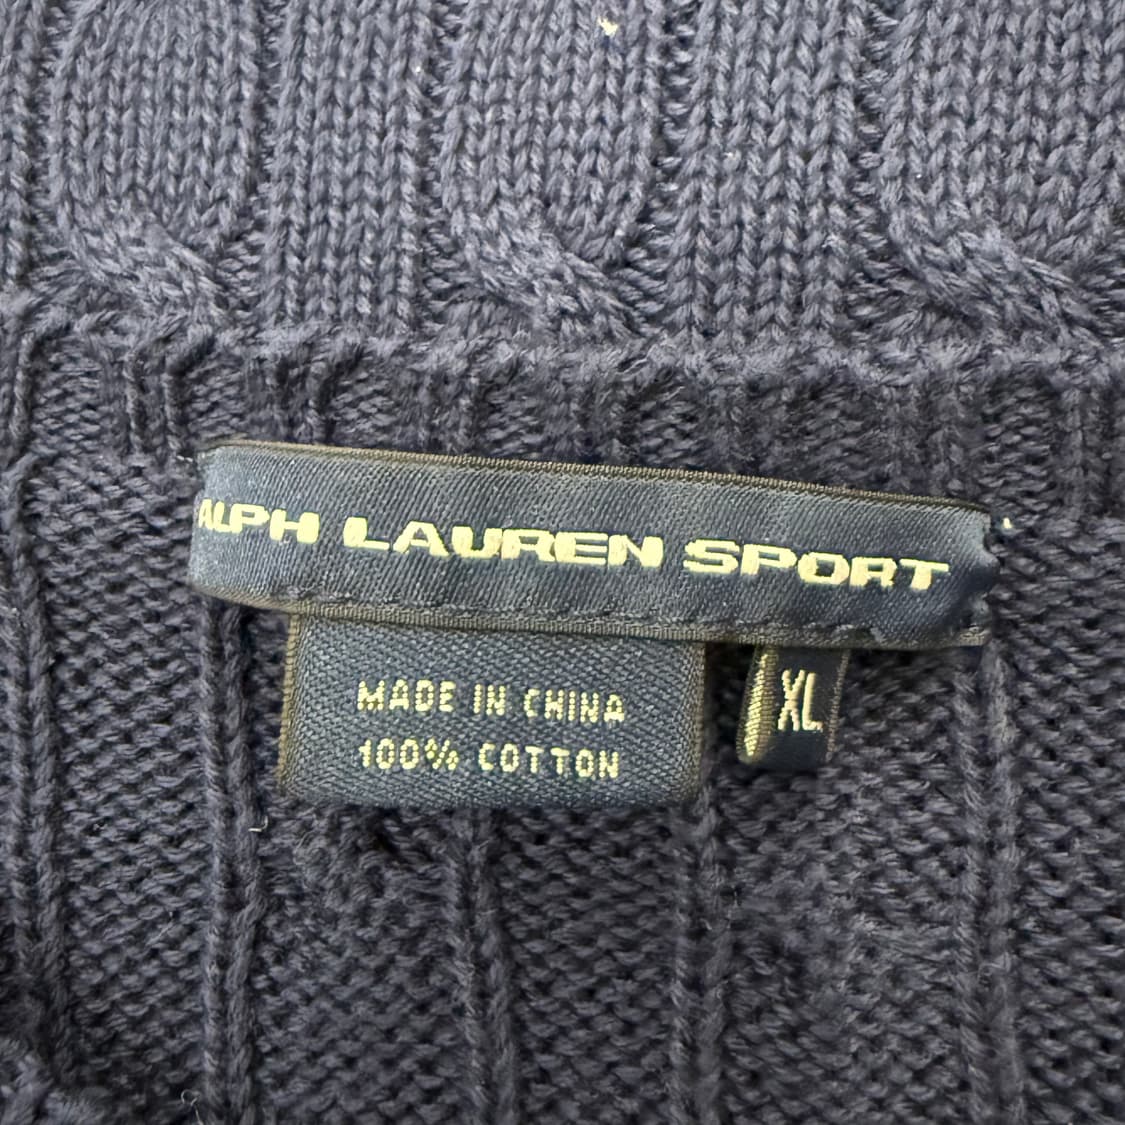 ALPH LAUREN SPORT
MADE IN CHINA
100% COTTON
XL